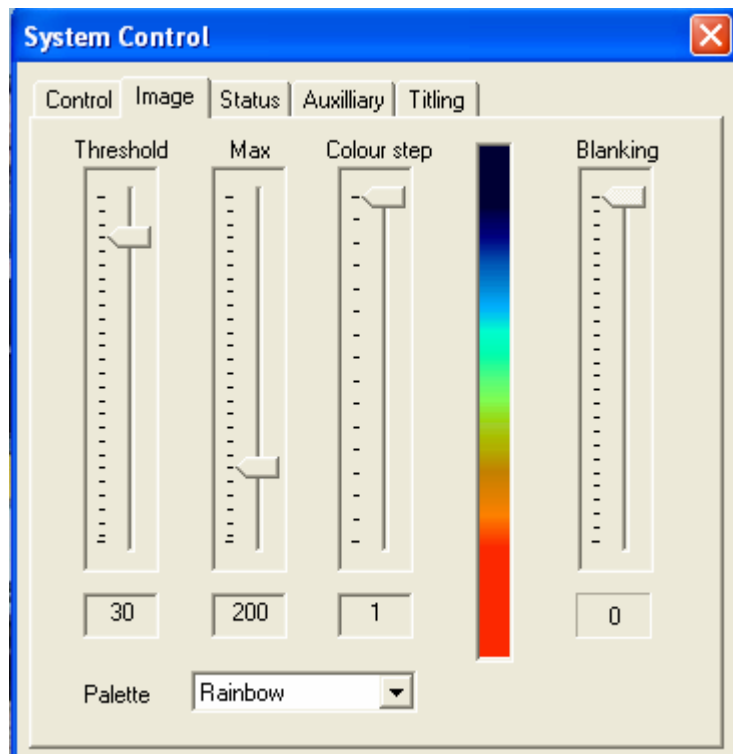 System Control
Control Image Status Auxilliary Titling
Threshold Max Colour step Blanking
30 200 1 0
Palette Rainbow